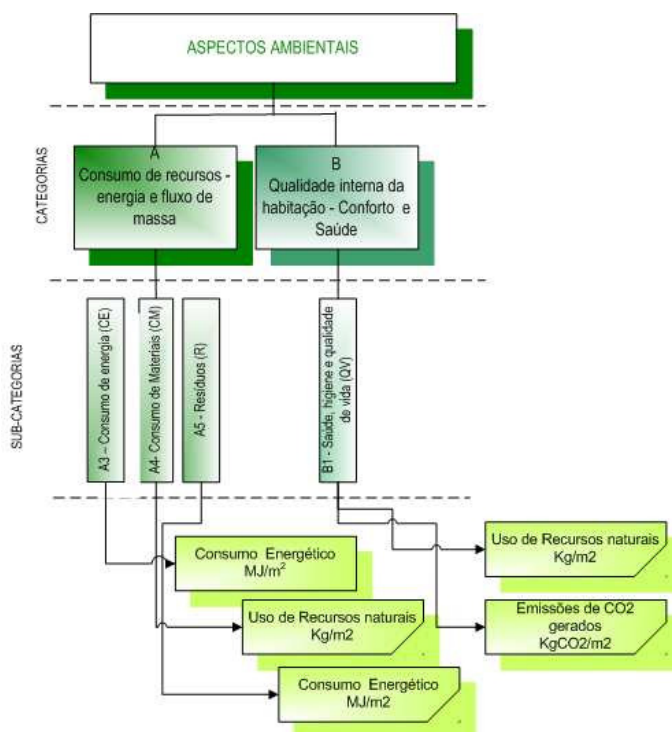 ASPECTOS AMBIENTAIS
CATEGORIAS
A
Consumo de recursos -
energia e fluxo de
massa
B
Qualidade interna da
habitação - Conforto e
Saúde
SUB-CATEGORIAS
A3 – Consumo de energia (CE)
A4- Consumo de Materiais (CM)
A5 - Resíduos (R)
B1 - Saúde, higiene e qualidade
de vida (QV)
Consumo Energético
MJ/m²
Uso de Recursos naturais
Kg/m2
Consumo Energético
MJ/m2
Uso de Recursos naturais
Kg/m2
Emissões de CO2
gerados
KgCO2/m2